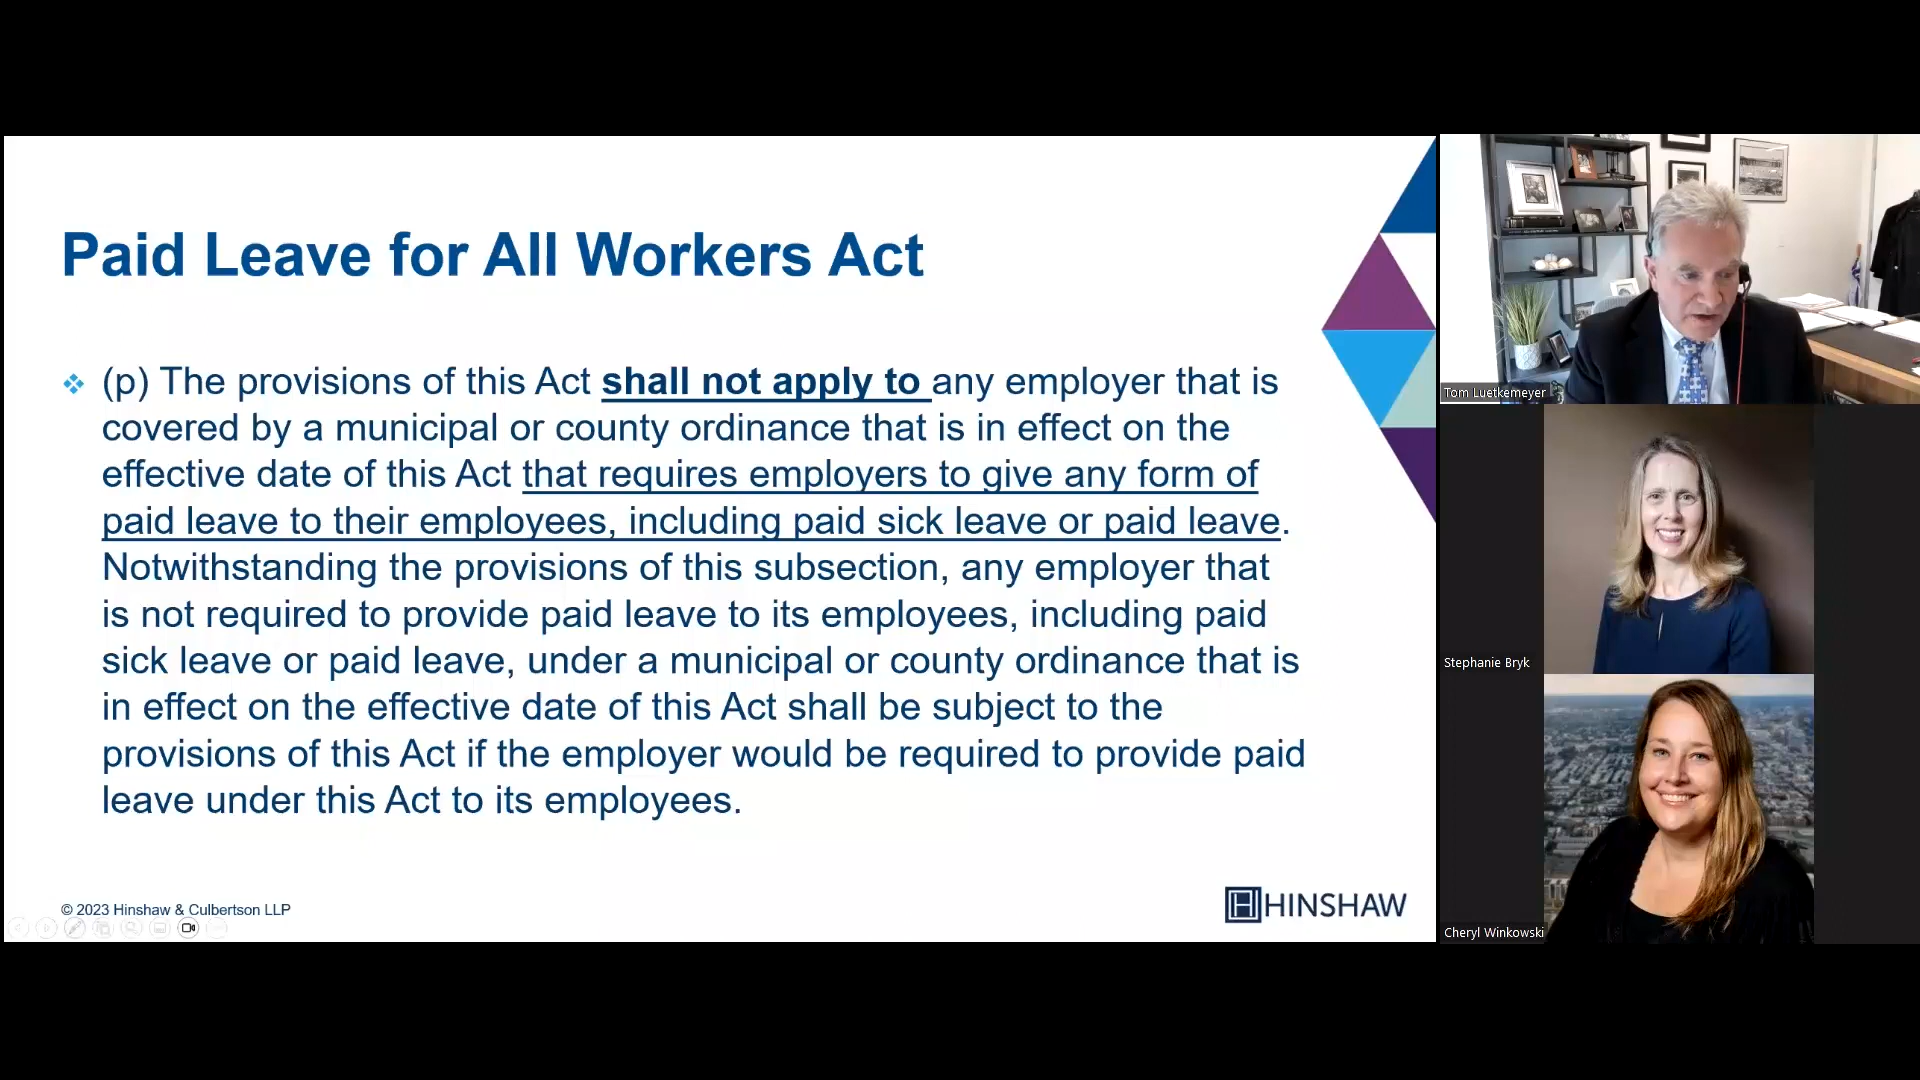 Paid Leave for All Workers Act
(p) The provisions of this Act shall not apply to any employer that is
covered by a municipal or county ordinance that is in effect on the
effective date of this Act that requires employers to give any form of
paid leave to their employees, including paid sick leave or paid leave.
Notwithstanding the provisions of this subsection, any employer that
is not required to provide paid leave to its employees, including paid
sick leave or paid leave, under a municipal or county ordinance that is
in effect on the effective date of this Act shall be subject to the
provisions of this Act if the employer would be required to provide paid
leave under this Act to its employees.
© 2023 Hinshaw & Culbertson LLP
HINSHAW
Tom Luetkemeyer
Stephanie Bryk
Cheryl Winkowski